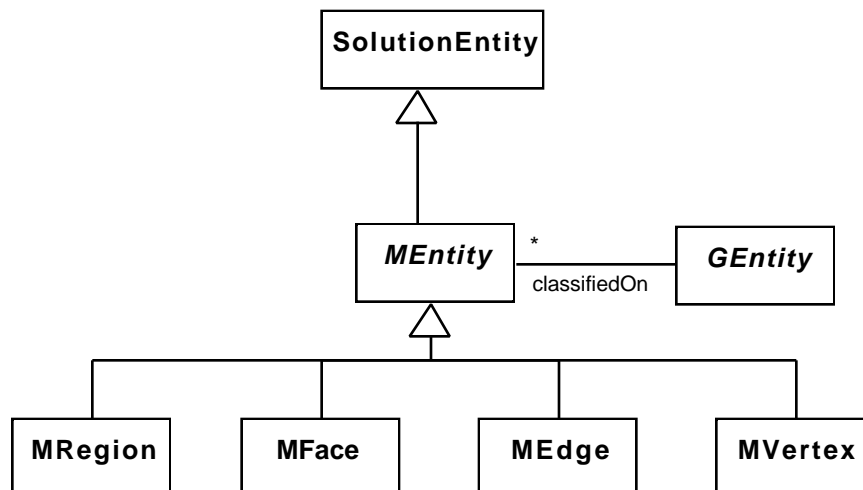 SolutionEntity
MEntity
*
classifiedOn
GEntity
MRegion
MFace
MEdge
MVertex